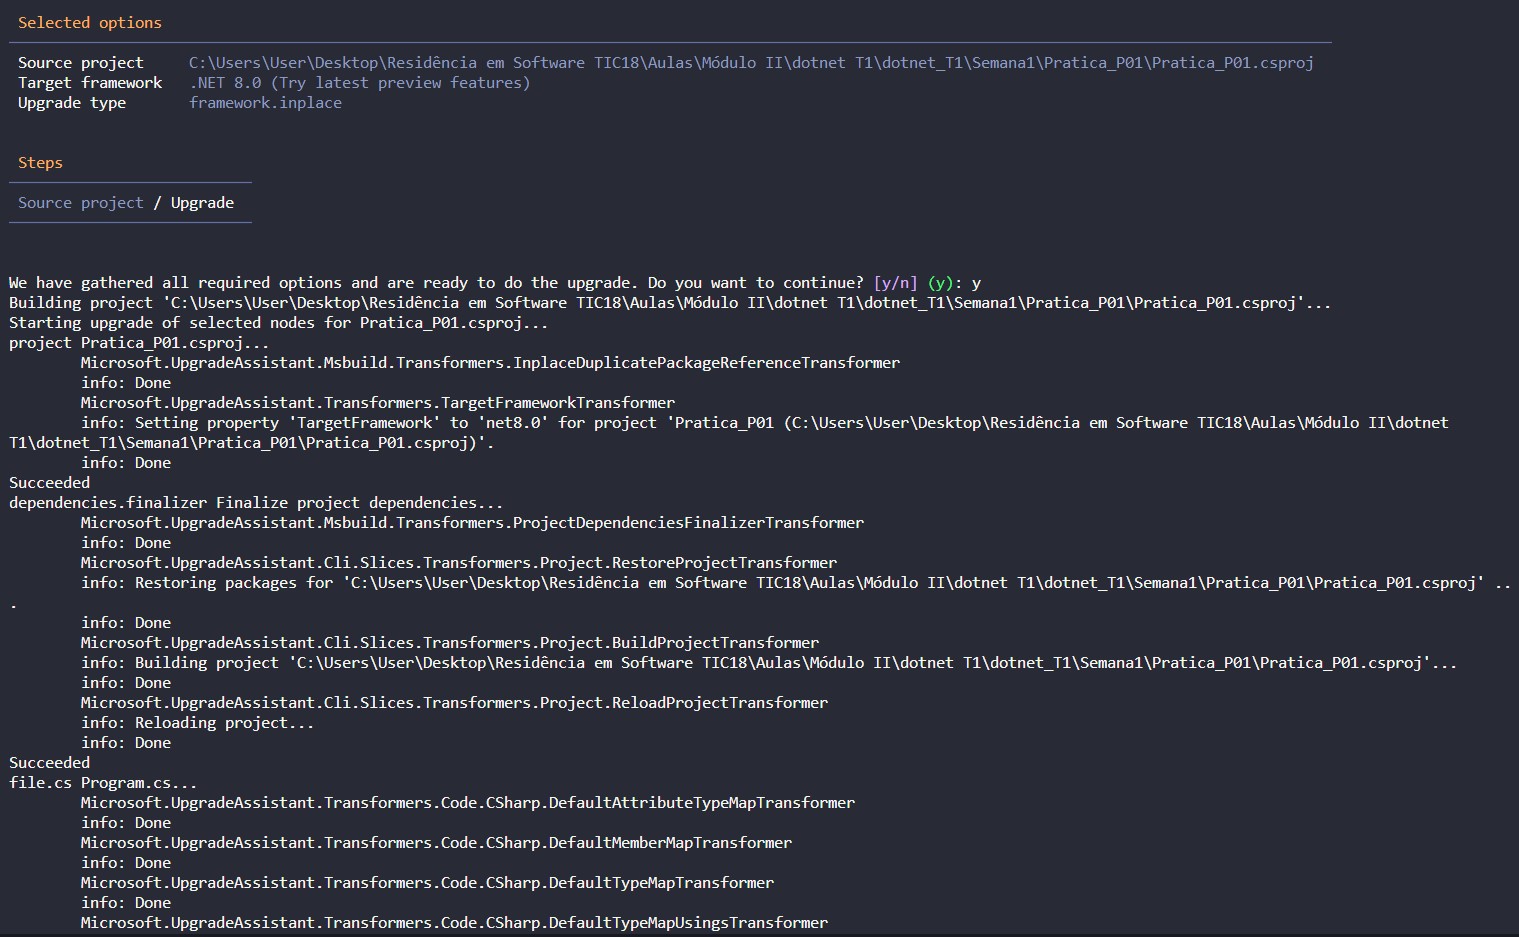 Selected options
Source project C:\Users\User\Desktop\Residência em Software TIC18\Aulas\Módulo II\dotnet T1\dotnet_T1\Semana1\Pratica_P01\Pratica_P01.csproj
Target framework .NET 8.0 (Try latest preview features)
Upgrade type framework.inplace
Steps
Source project / Upgrade
We have gathered all required options and are ready to do the upgrade. Do you want to continue? [y/n] (y): y
Building project 'C:\Users\User\Desktop\Residência em Software TIC18\Aulas\Módulo II\dotnet T1\dotnet_T1\Semana1\Pratica_P01\Pratica_P01.csproj'...
Starting upgrade of selected nodes for Pratica_P01.csproj...
project Pratica_P01.csproj...
Microsoft.UpgradeAssistant.Msbuild.Transformers.InplaceDuplicatePackageReferenceTransformer
info: Done
Microsoft.UpgradeAssistant.Transformers.TargetFrameworkTransformer
info: Setting property 'TargetFramework' to 'net8.0' for project 'Pratica_P01 (C:\Users\User\Desktop\Residência em Software TIC18\Aulas\Módulo II\dotnet
T1\dotnet_T1\Semana1\Pratica_P01\Pratica_P01.csproj)'.
info: Done
Succeeded
dependencies.finalizer Finalize project dependencies...
Microsoft.UpgradeAssistant.Msbuild.Transformers.ProjectDependenciesFinalizerTransformer
info: Done
Microsoft.UpgradeAssistant.Cli.Slices.Transformers.Project.RestoreProjectTransformer
info: Restoring packages for 'C:\Users\User\Desktop\Residência em Software TIC18\Aulas\Módulo II\dotnet T1\dotnet_T1\Semana1\Pratica_P01\Pratica_P01.csproj' ..
.
info: Done
Microsoft.UpgradeAssistant.Cli.Slices.Transformers.Project.BuildProjectTransformer
info: Building project 'C:\Users\User\Desktop\Residência em Software TIC18\Aulas\Módulo II\dotnet T1\dotnet_T1\Semana1\Pratica_P01\Pratica_P01.csproj'...
info: Done
Microsoft.UpgradeAssistant.Cli.Slices.Transformers.Project.ReloadProjectTransformer
info: Reloading project...
info: Done
Succeeded
file.cs Program.cs...
Microsoft.UpgradeAssistant.Transformers.Code.CSharp.DefaultAttributeTypeMapTransformer
info: Done
Microsoft.UpgradeAssistant.Transformers.Code.CSharp.DefaultMemberMapTransformer
info: Done
Microsoft.UpgradeAssistant.Transformers.Code.CSharp.DefaultTypeMapTransformer
info: Done
Microsoft.UpgradeAssistant.Transformers.Code.CSharp.DefaultTypeMapUsingsTransformer